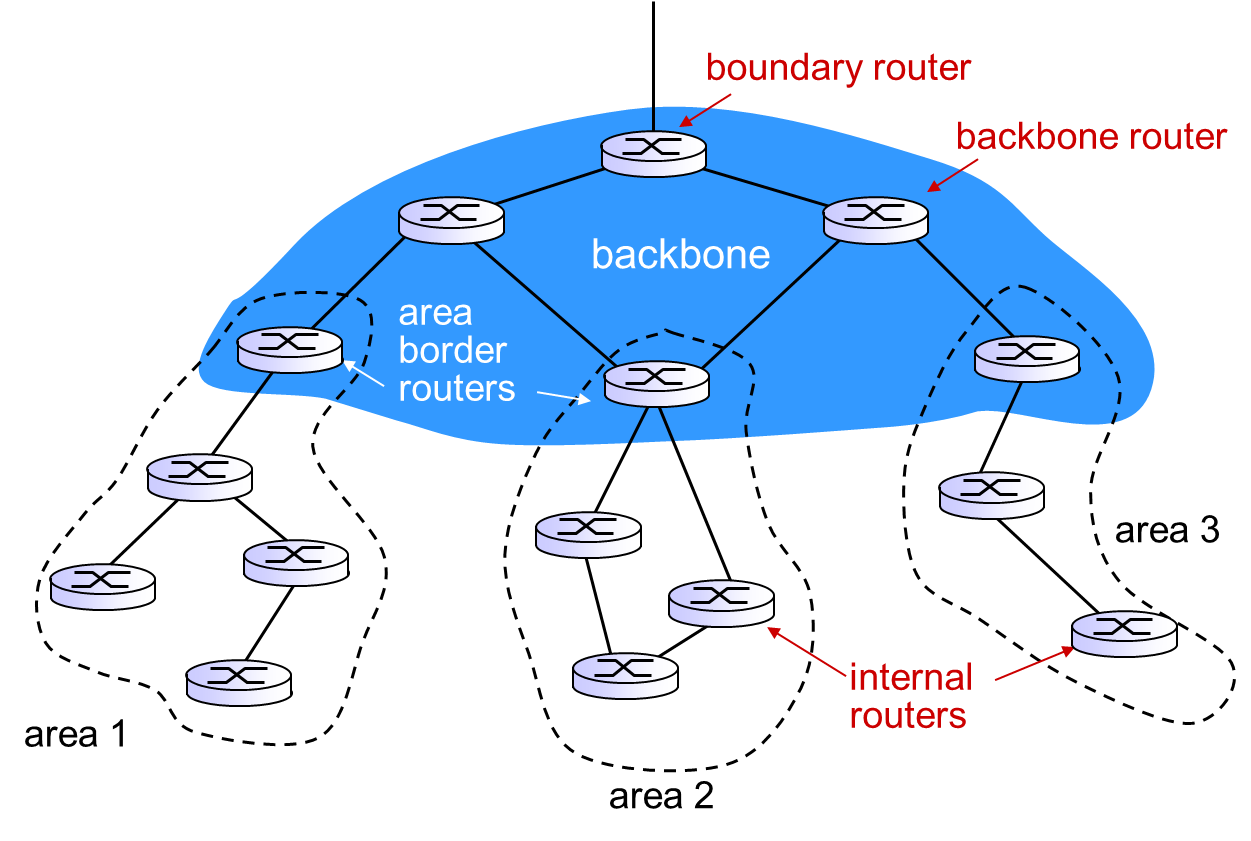 boundary router
backbone router
backbone
area
border
routers
area 3
internal
routers
area 1
area 2